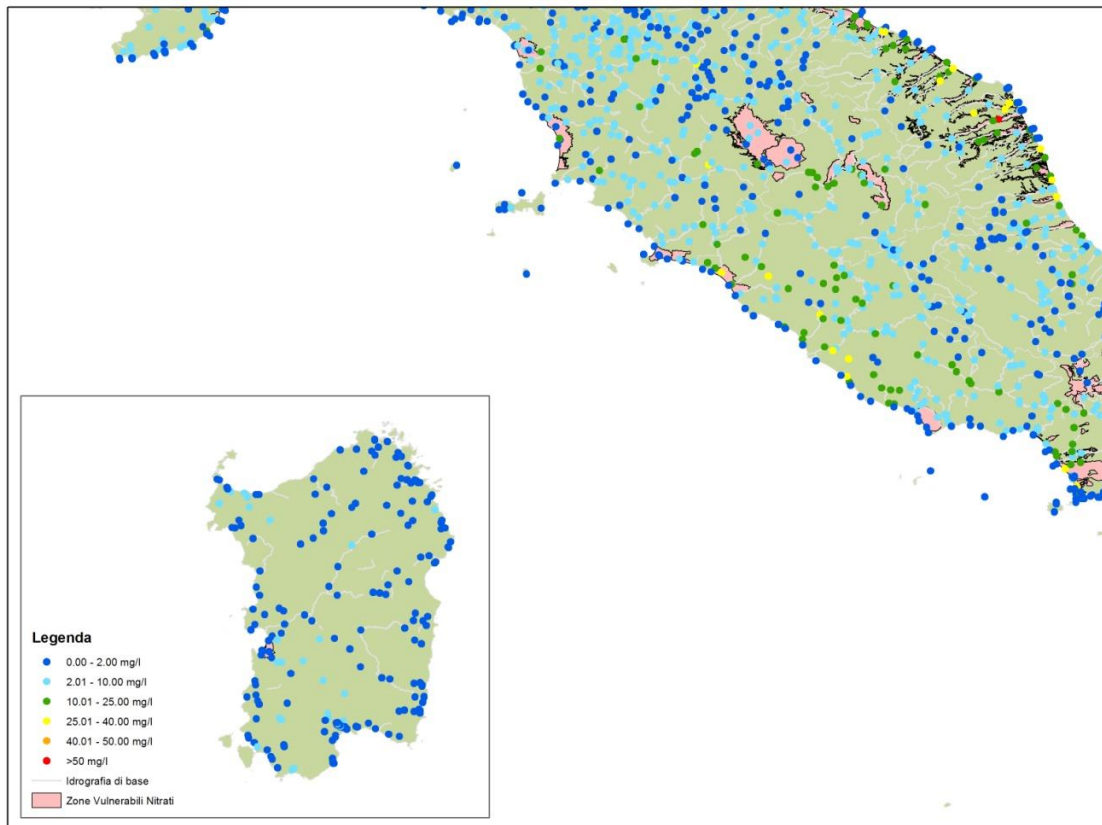 Legenda
0.00 - 2.00 mg/l
2.01 - 10.00 mg/l
10.01 - 25.00 mg/l
25.01 - 40.00 mg/l
40.01 - 50.00 mg/l
>50 mg/l
Idrografia di base
Zone Vulnerabili Nitrati